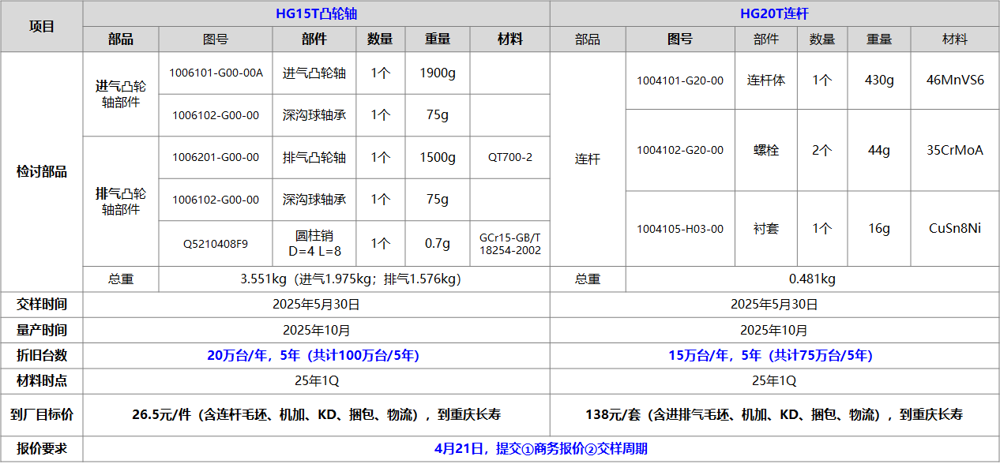 项目
HG15T凸轮轴
HG20T连杆
部品 图号 部件 数量 重量 材料 部品 图号 部件 数量 重量 材料
检讨部品
进气凸轮
轴部件
1006101-G00-00A 进气凸轮轴 1个 1900g
1006102-G00-00 深沟球轴承 1个 75g
排气凸轮
轴部件
1006201-G00-00 排气凸轮轴 1个 1500g QT700-2
1006102-G00-00 深沟球轴承 1个 75g
Q5210408F9 圆柱销
D=4 L=8
1个 0.7g GCr15-GB/T
18254-2002
连杆
1004101-G20-00 连杆体 1个 430g 46MnVS6
1004102-G20-00 螺栓 2个 44g 35CrMoA
1004105-H03-00 衬套 1个 16g CuSn8Ni
总重 3.551kg（进气1.975kg；排气1.576kg） 总重 0.481kg
交样时间 2025年5月30日 2025年5月30日
量产时间 2025年10月 2025年10月
折旧台数 20万台/年，5年（共计100万台/5年） 15万台/年，5年（共计75万台/5年）
材料时点 25年1Q 25年1Q
到厂目标价 26.5元/件（含连杆毛坯、机加、KD、捆包、物流），到重庆长寿 138元/套（含进排气毛坯、机加、KD、捆包、物流），到重庆长寿
报价要求 4月21日，提交①商务报价②交样周期